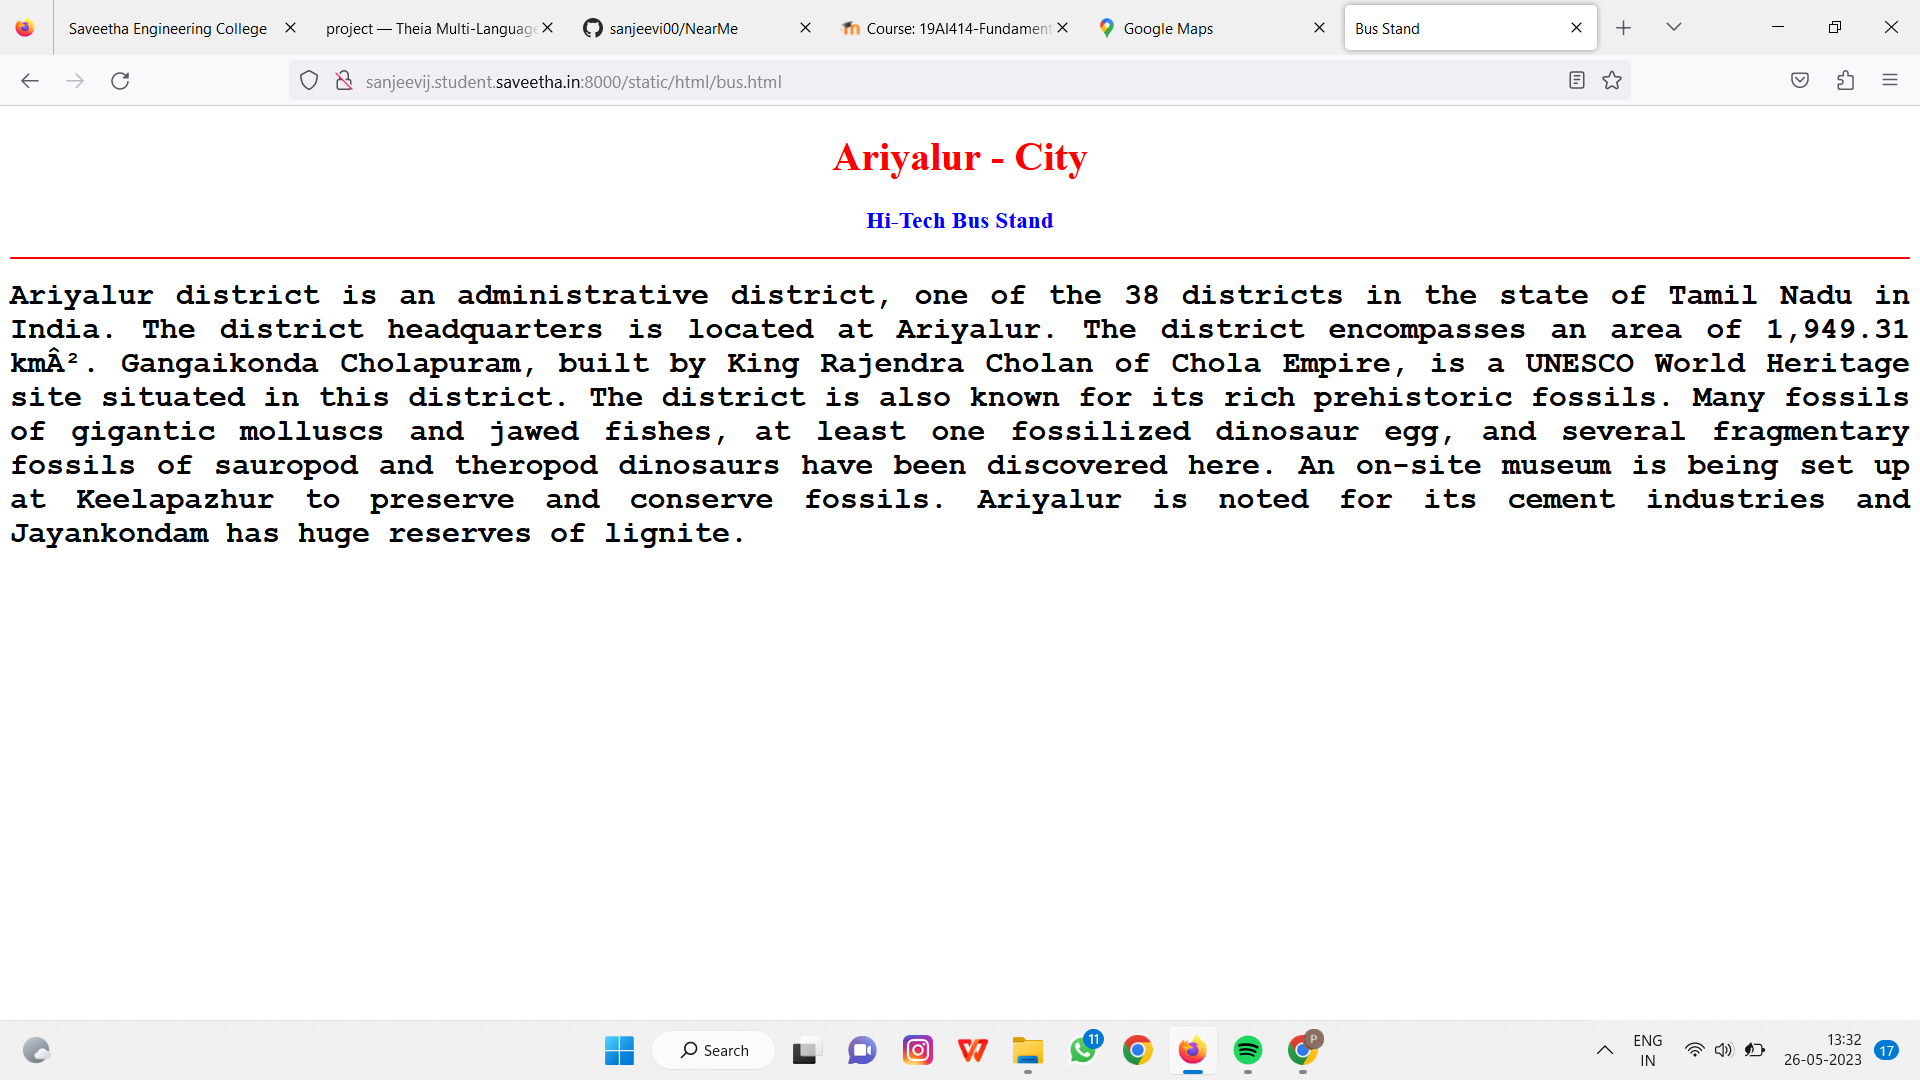 Saveetha Engineering College
project — Theia Multi-Languag
sanjeevi00/NearMe
Course: 19AI414-Fundament
Google Maps
Bus Stand
sanjeevij.student.saveetha.in:8000/static/html/bus.html
Ariyalur - City
Hi-Tech Bus Stand
Ariyalur district is an administrative district, one of the 38 districts in the state of Tamil Nadu in
India. The district headquarters is located at Ariyalur. The district encompasses an area of 1,949.31
kmÂ². Gangaikonda Cholapuram, built by King Rajendra Cholan of Chola Empire, is a UNESCO World Heritage
site situated in this district. The district is also known for its rich prehistoric fossils. Many fossils
of gigantic molluscs and jawed fishes, at least one fossilized dinosaur egg, and several fragmentary
fossils of sauropod and theropod dinosaurs have been discovered here. An on-site museum is being set up
at Keelapazhur to preserve and conserve fossils. Ariyalur is noted for its cement industries and
Jayankondam has huge reserves of lignite.
Search
11
P
ENG
IN
13:32
26-05-2023
17